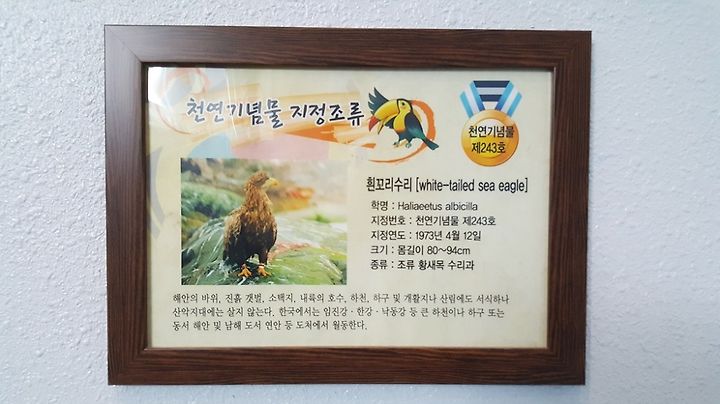 천연기념물 지정조류
천연기념물
제243호
흰꼬리수리 [white-tailed sea eagle]
학명 : Haliaeetus albicilla
지정번호 : 천연기념물 제243호
지정연도 : 1973년 4월 12일
크기 : 몸길이 80~94cm
종류 : 조류 황새목 수리과
해안의 바위, 진흙 갯벌, 소택지, 내륙의 호수, 하천, 하구 및 개활지나 산림에도 서식하나
산악지대에는 살지 않는다. 한국에서는 임진강·한강·낙동강 등 큰 하천이나 하구 또는
동서 해안 및 남해 도서 연안 등 도처에서 월동한다.